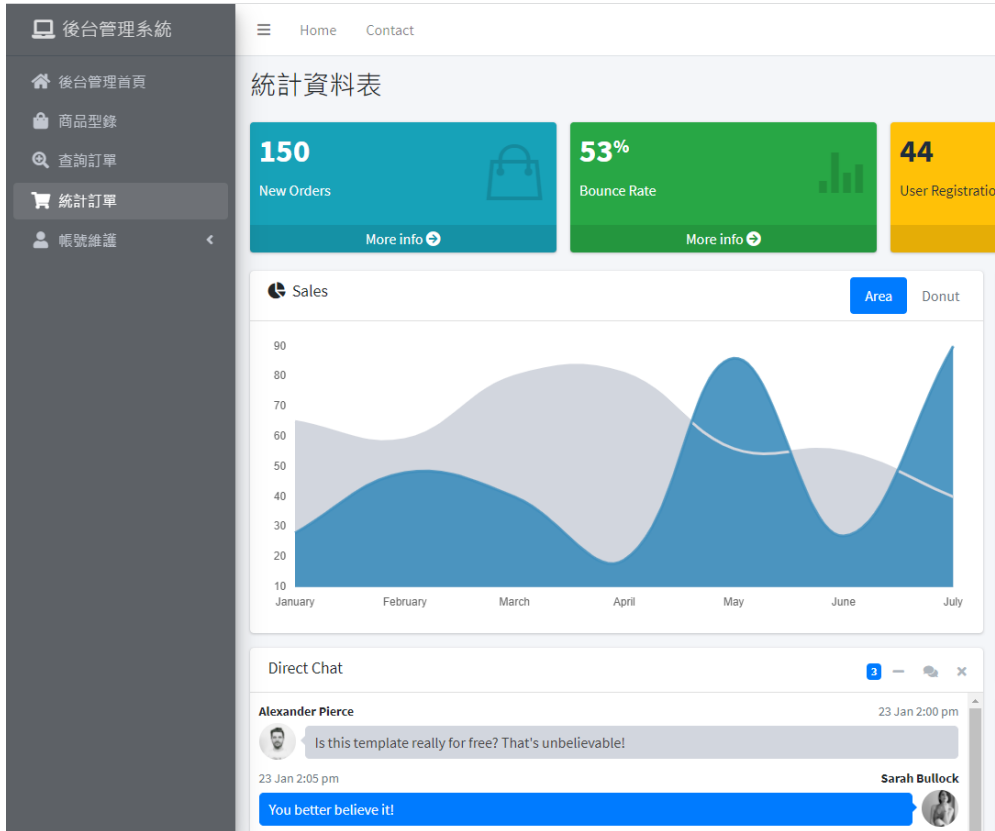 後台管理系統
Home Contact
後台管理首頁
商品型錄
查詢訂單
統計訂單
帳號維護
統計資料表
150
New Orders
More info
53%
Bounce Rate
More info
44
User Registratio
Sales
Area Donut
90
80
70
60
50
40
30
20
10
January February March April May June July
Direct Chat
3
Alexander Pierce 23 Jan 2:00 pm
Is this template really for free? That's unbelievable!
23 Jan 2:05 pm Sarah Bullock
You better believe it!